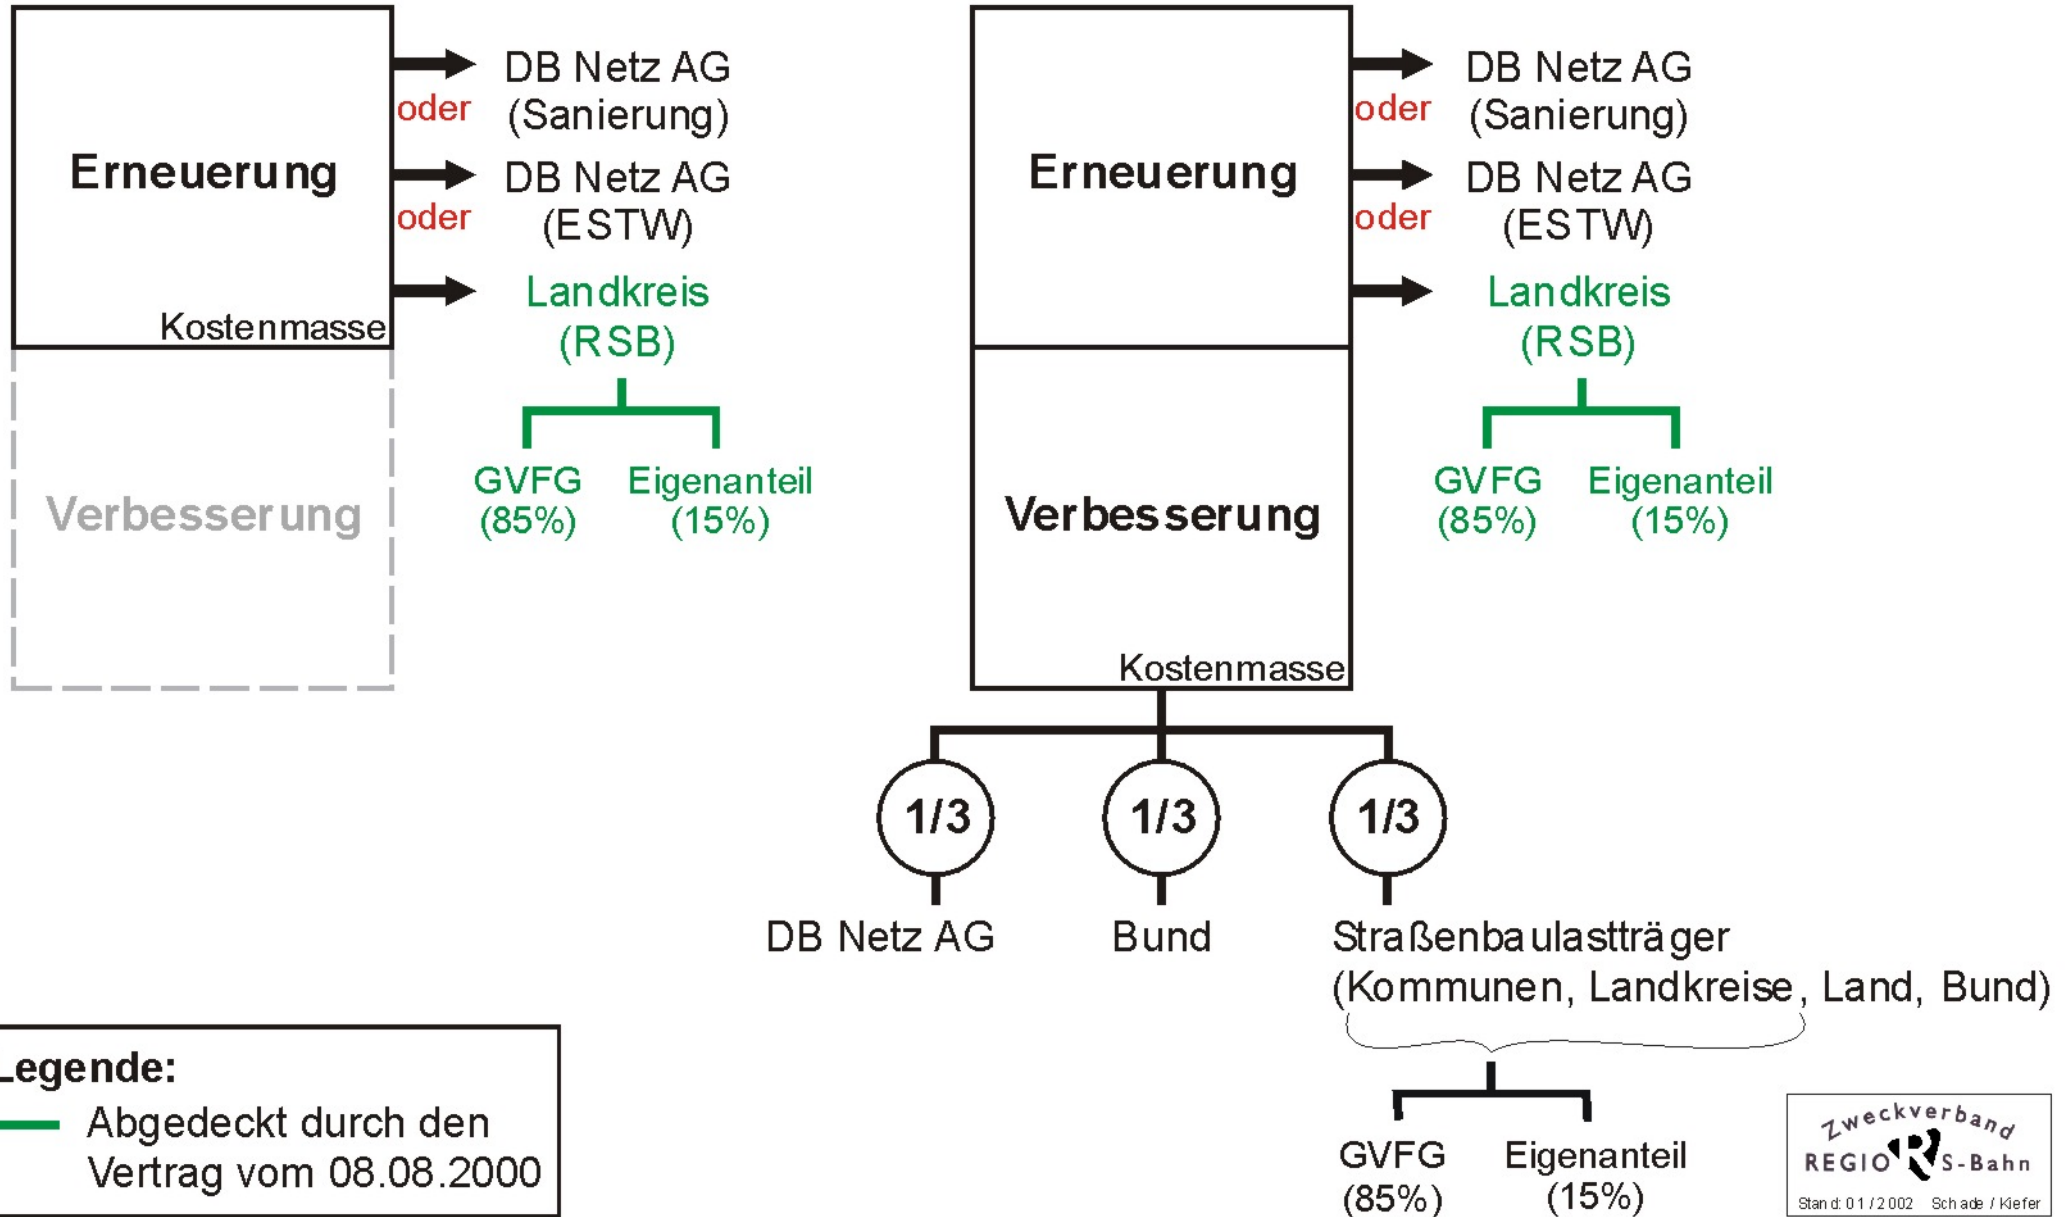 Erneuerung
Kostenmasse
Verbesserung
DB Netz AG
(Sanierung)
oder
DB Netz AG
(ESTW)
oder
Landkreis
(RSB)
GVFG
(85%)
Eigenanteil
(15%)
Erneuerung
Verbesserung
Kostenmasse
DB Netz AG
(Sanierung)
oder
DB Netz AG
(ESTW)
oder
Landkreis
(RSB)
GVFG
(85%)
Eigenanteil
(15%)
1/3
1/3
1/3
DB Netz AG
Bund
Straßenbaulastträger
(Kommunen, Landkreise, Land, Bund)
GVFG
(85%)
Eigenanteil
(15%)
Legende:
Abgedeckt durch den
Vertrag vom 08.08.2000
Zweckverband
REGIO R S-Bahn
Stand: 01/2002 Schade / Kiefer